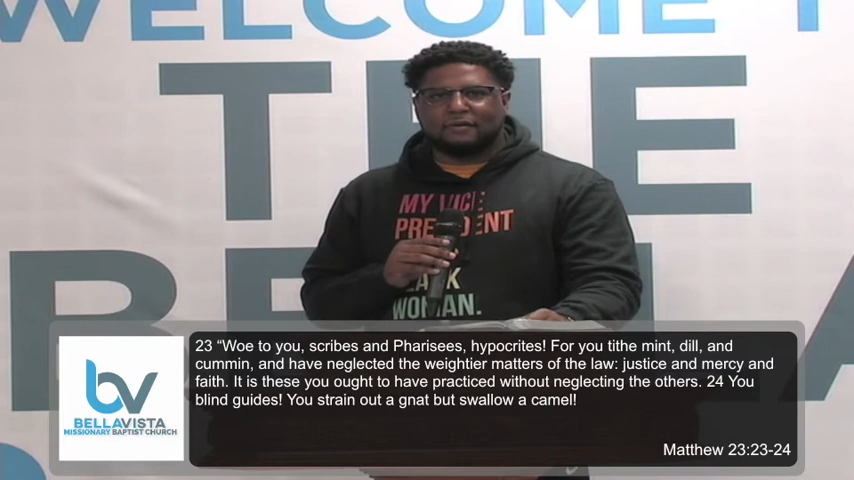 WELCOME T
THE
MY VICE
PRESIDENT
WOMAN.
23 “Woe to you, scribes and Pharisees, hypocrites! For you tithe mint, dill, and
cummin, and have neglected the weightier matters of the law: justice and mercy and
faith. It is these you ought to have practiced without neglecting the others. 24 You
blind guides! You strain out a gnat but swallow a camel!
Matthew 23:23-24
bv
BELLAVISTA
MISSIONARY BAPTIST CHURCH